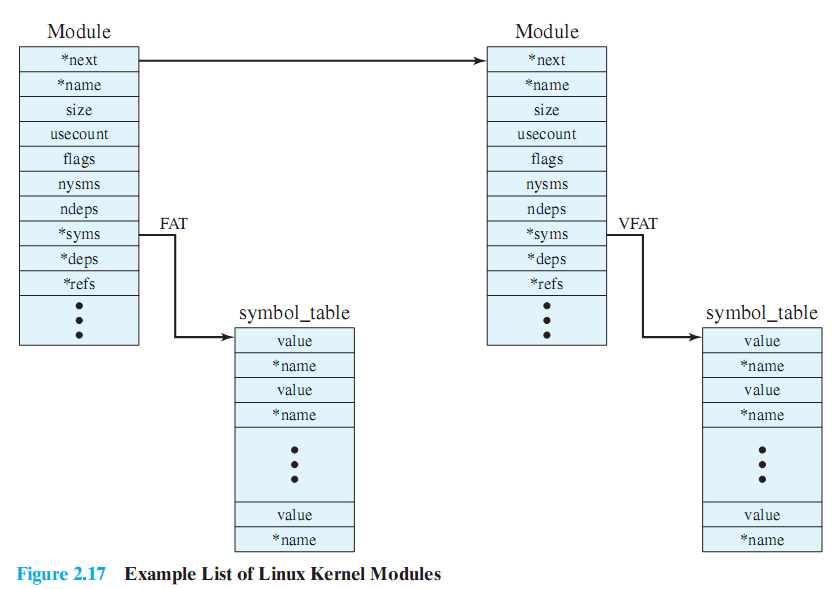 Module
*next
*name
size
usecount
flags
nysms
ndeps
*syms
*deps
*refs
FAT
symbol_table
value
*name
value
*name
value
*name
Module
*next
*name
size
usecount
flags
nysms
ndeps
*syms
*deps
*refs
VFAT
symbol_table
value
*name
value
*name
value
*name
Figure 2.17 Example List of Linux Kernel Modules